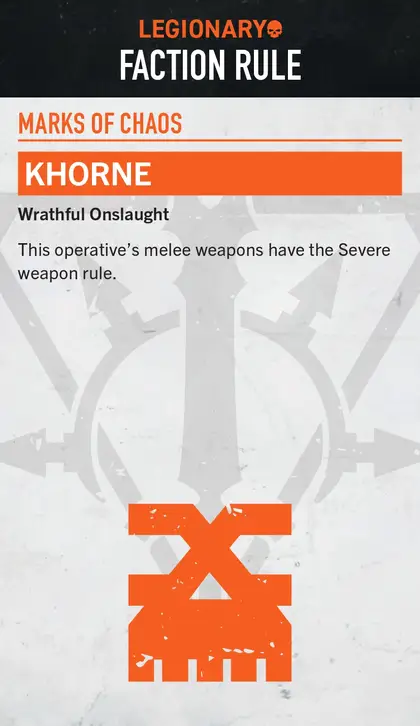 LEGIONARY
FACTION RULE
MARKS OF CHAOS
KHORNE
Wrathful Onslaught
This operative’s melee weapons have the Severe
weapon rule.